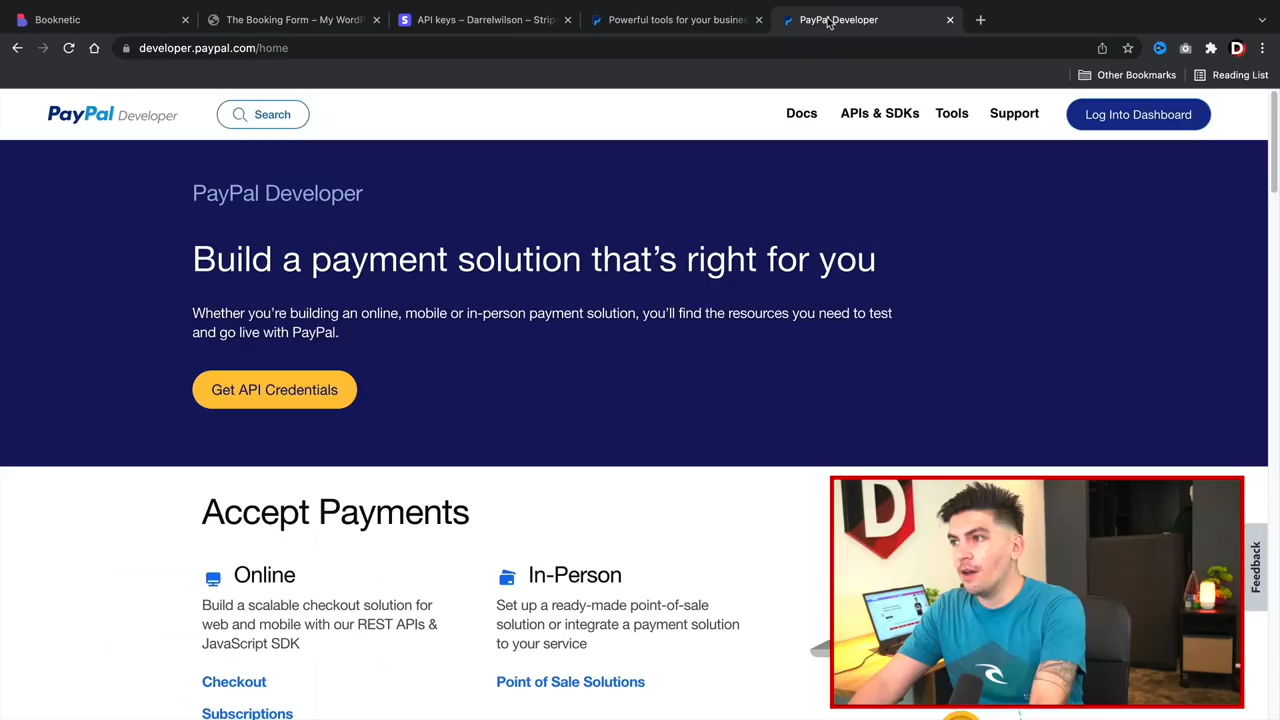 Booknetic
The Booking Form – My WordP
API keys – Darrelwilson – Strip
Powerful tools for your busines
PayPal Developer
developer.paypal.com/home
Other Bookmarks
Reading List
PayPal Developer
Search
Docs
APIs & SDKs
Tools
Support
Log Into Dashboard
PayPal Developer
Build a payment solution that's right for you
Whether you're building an online, mobile or in-person payment solution, you'll find the resources you need to test
and go live with PayPal.
Get API Credentials
Accept Payments
Online
Build a scalable checkout solution for
web and mobile with our REST APIs &
JavaScript SDK
Checkout
Subscriptions
In-Person
Set up a ready-made point-of-sale
solution or integrate a payment solution
to your service
Point of Sale Solutions
Feedback